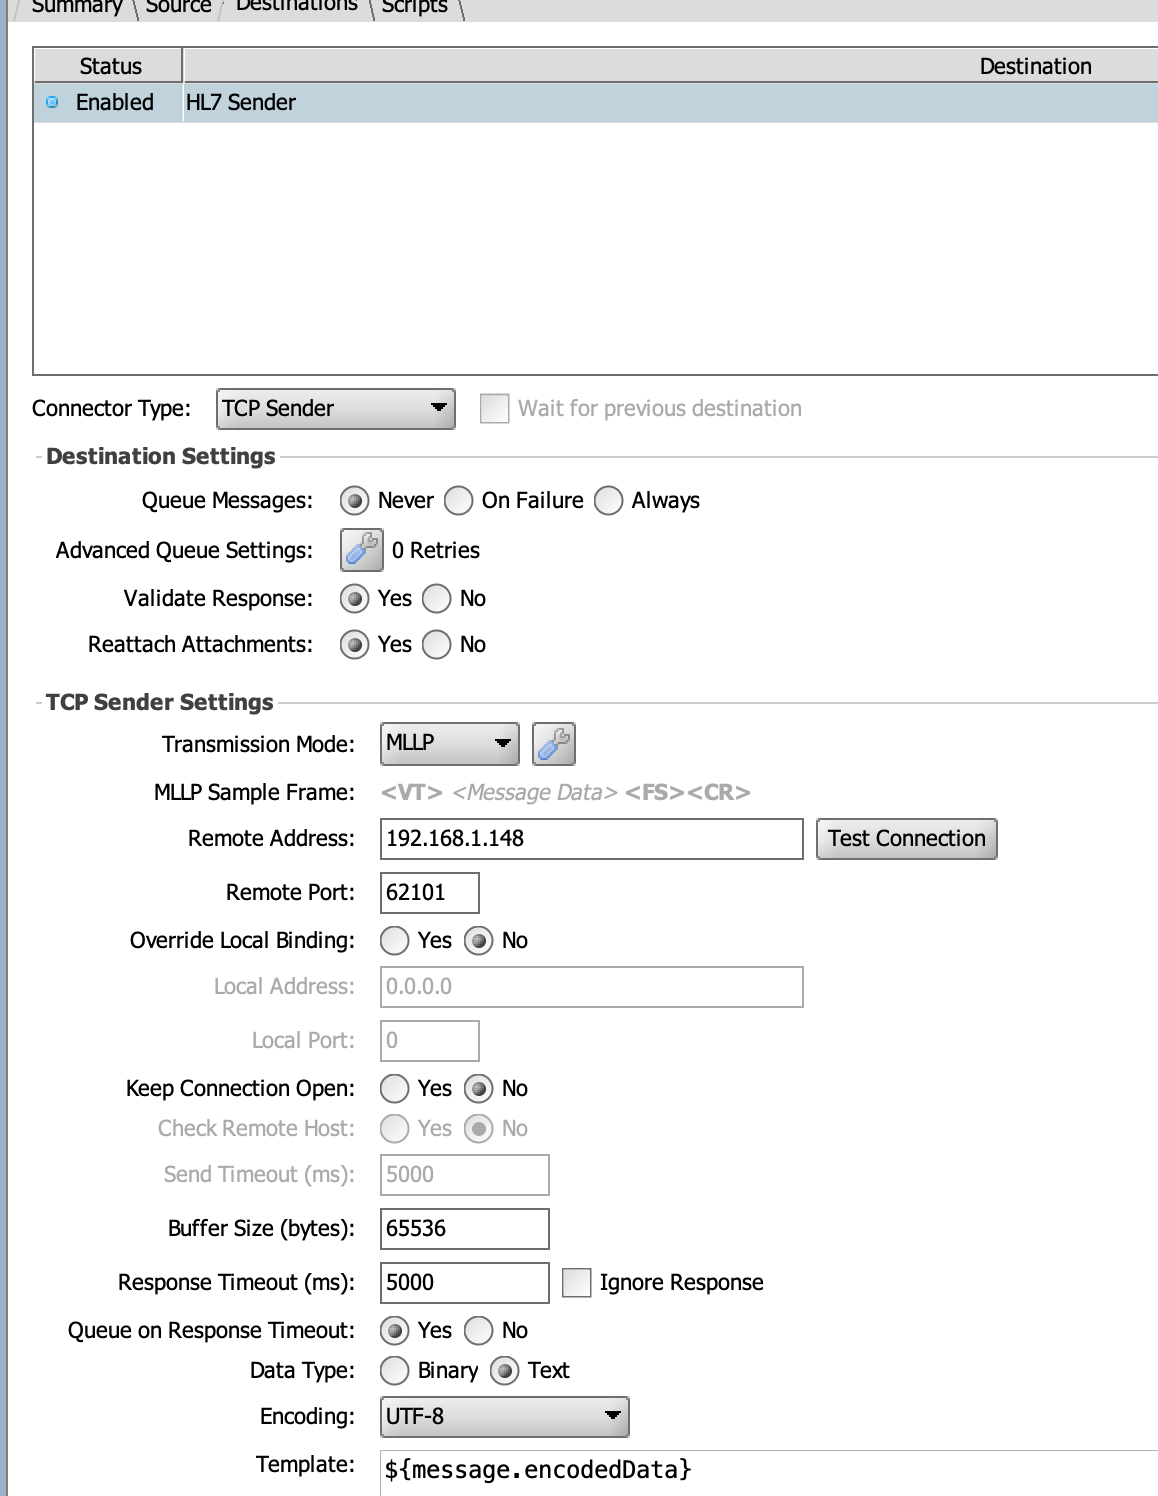 Summary Source Destinations Scripts
Status Destination
Enabled HL7 Sender
Connector Type: TCP Sender Wait for previous destination
Destination Settings
Queue Messages: Never On Failure Always
Advanced Queue Settings: 0 Retries
Validate Response: Yes No
Reattach Attachments: Yes No
TCP Sender Settings
Transmission Mode: MLLP
MLLP Sample Frame: <VT> <Message Data> <FS><CR>
Remote Address: 192.168.1.148 Test Connection
Remote Port: 62101
Override Local Binding: Yes No
Local Address: 0.0.0.0
Local Port: 0
Keep Connection Open: Yes No
Check Remote Host: Yes No
Send Timeout (ms): 5000
Buffer Size (bytes): 65536
Response Timeout (ms): 5000 Ignore Response
Queue on Response Timeout: Yes No
Data Type: Binary Text
Encoding: UTF-8
Template: ${message.encodedData}